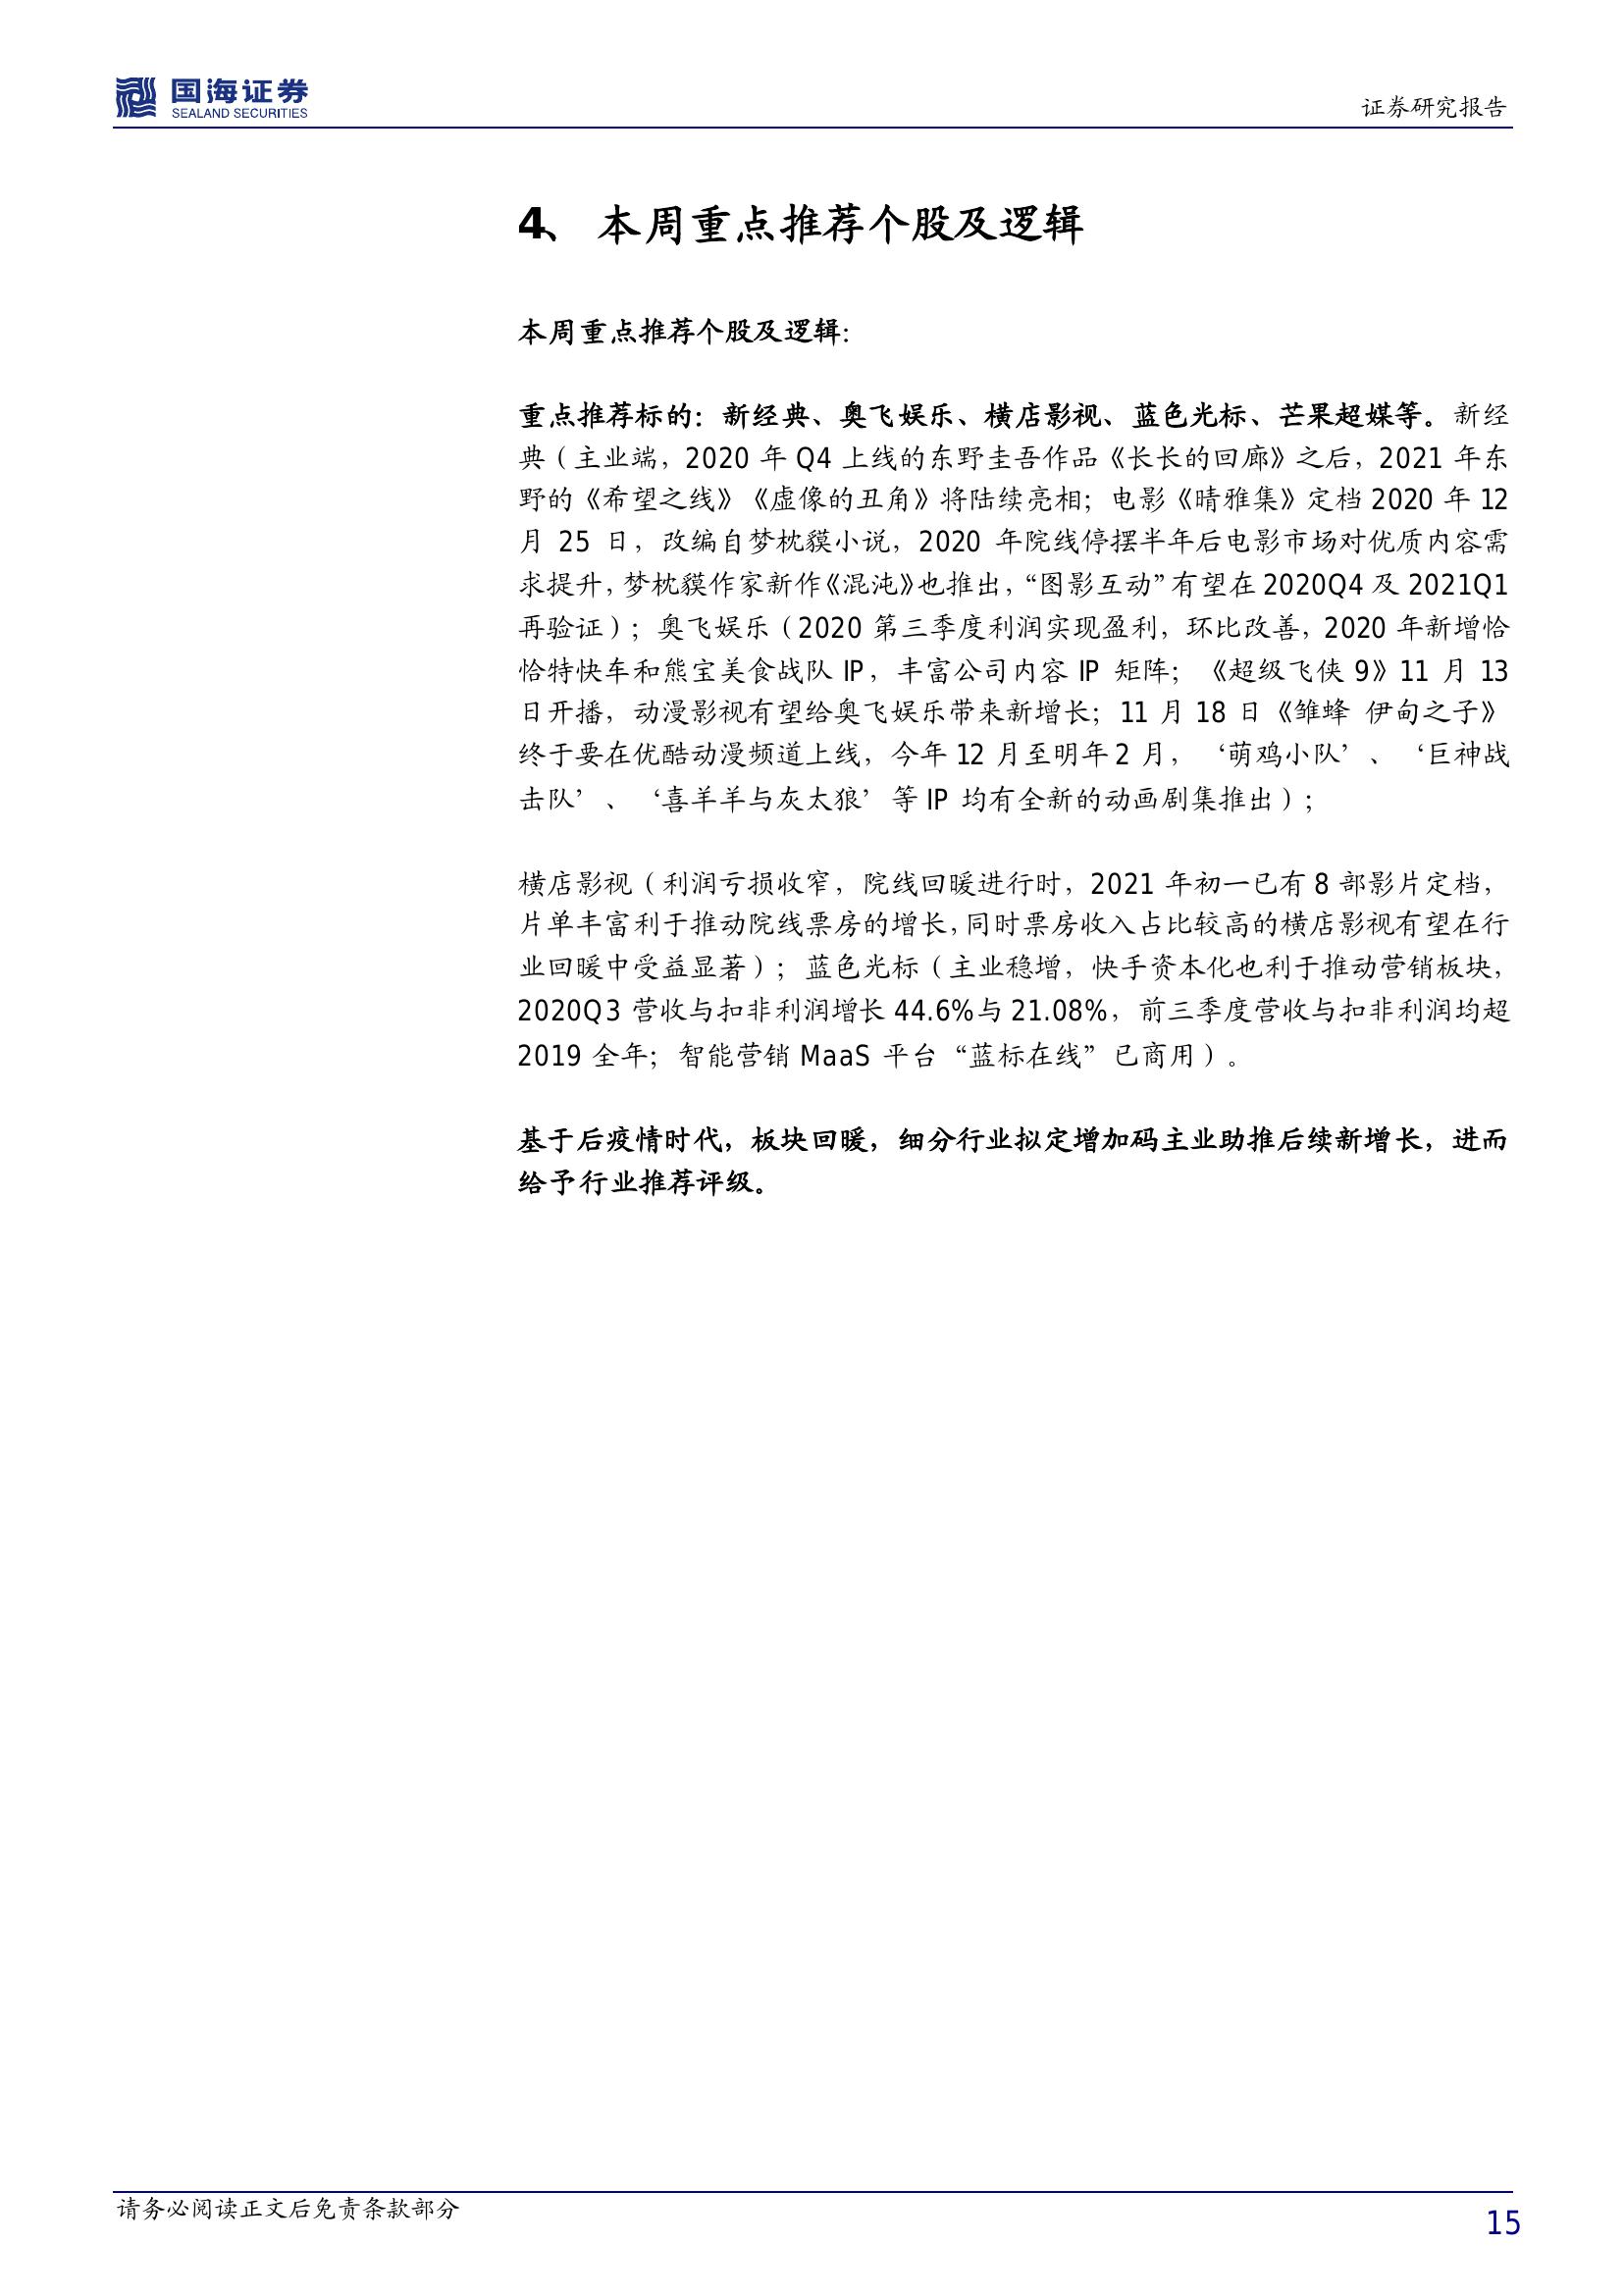 国海证券
SEALAND SECURITIES
证券研究报告
4、 本周重点推荐个股及逻辑
本周重点推荐个股及逻辑：
重点推荐标的：新经典、奥飞娱乐、横店影视、蓝色光标、芒果超媒等。新经
典（主业端，2020 年 Q4 上线的东野圭吾作品《长长的回廊》之后，2021 年东
野的《希望之线》《虚像的丑角》将陆续亮相；电影《晴雅集》定档 2020 年 12
月 25 日，改编自梦枕貘小说，2020 年院线停摆半年后电影市场对优质内容需
求提升，梦枕貘作家新作《混沌》也推出，“图影互动”有望在 2020Q4 及 2021Q1
再验证）；奥飞娱乐（2020 第三季度利润实现盈利，环比改善，2020 年新增恰
恰特快车和熊宝美食战队 IP，丰富公司内容 IP 矩阵；《超级飞侠 9》11 月 13
日开播，动漫影视有望给奥飞娱乐带来新增长；11 月 18 日《雏蜂 伊甸之子》
终于要在优酷动漫频道上线，今年 12 月至明年 2 月，‘萌鸡小队’、‘巨神战
击队’、‘喜羊羊与灰太狼’等 IP 均有全新的动画剧集推出）；
横店影视（利润亏损收窄，院线回暖进行时，2021 年初一已有 8 部影片定档，
片单丰富利于推动院线票房的增长，同时票房收入占比较高的横店影视有望在行
业回暖中受益显著）；蓝色光标（主业稳增，快手资本化也利于推动营销板块，
2020Q3 营收与扣非利润增长 44.6%与 21.08%，前三季度营收与扣非利润均超
2019 全年；智能营销 MaaS 平台“蓝标在线”已商用）。
基于后疫情时代，板块回暖，细分行业拟定增加码主业助推后续新增长，进而
给予行业推荐评级。
请务必阅读正文后免责条款部分
15